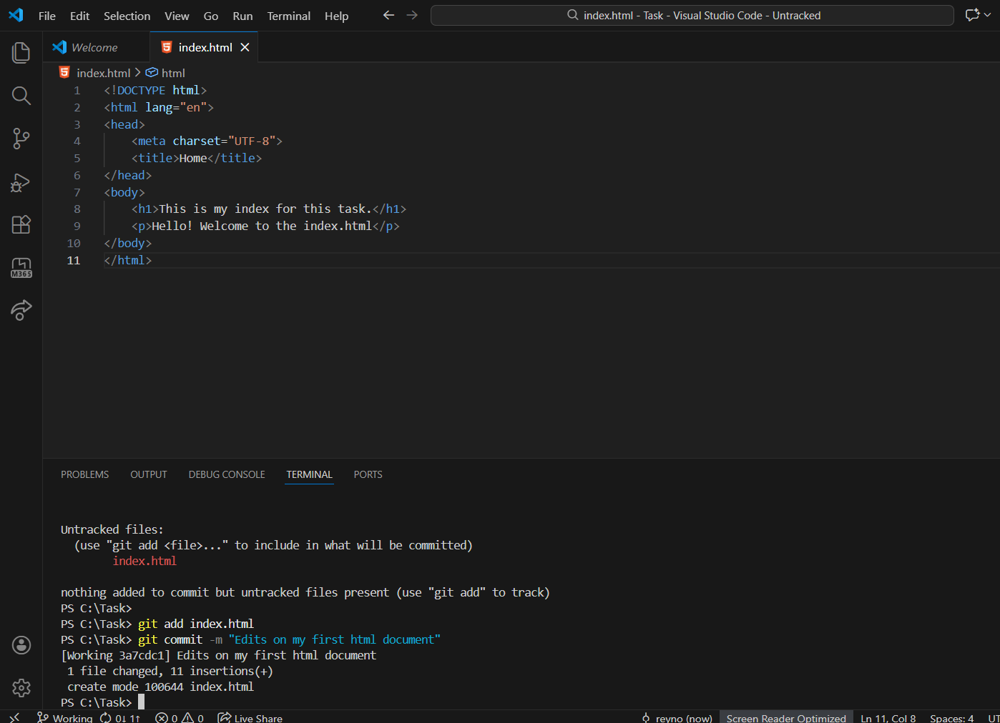 File Edit Selection View Go Run Terminal Help
index.html - Task - Visual Studio Code - Untracked
Welcome
index.html
index.html > html
1 <!DOCTYPE html>
2 <html lang="en">
3 <head>
4 <meta charset="UTF-8">
5 <title>Home</title>
6 </head>
7 <body>
8 <h1>This is my index for this task.</h1>
9 <p>Hello! Welcome to the index.html</p>
10 </body>
11 </html>
M365
PROBLEMS OUTPUT DEBUG CONSOLE TERMINAL PORTS
Untracked files:
(use "git add <file>..." to include in what will be committed)
index.html
nothing added to commit but untracked files present (use "git add" to track)
PS C:\Task>
PS C:\Task> git add index.html
PS C:\Task> git commit -m "Edits on my first html document"
[Working 3a7cdc1] Edits on my first html document
1 file changed, 11 insertions(+)
create mode 100644 index.html
PS C:\Task>
Working 0↓ 1↑ 0 0 Live Share reyno (now) Screen Reader Optimized Ln 11, Col 8 Spaces: 4 UT